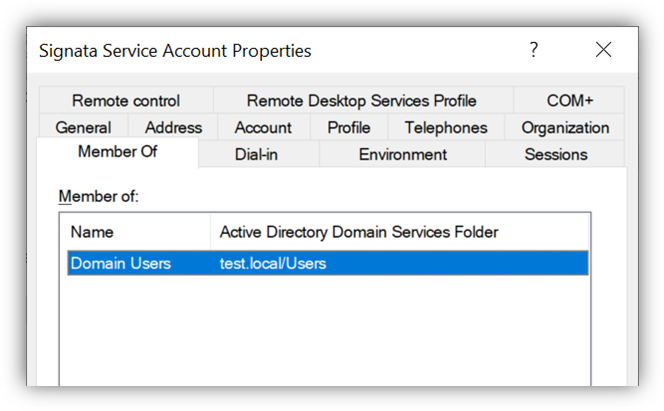 Signata Service Account Properties ?
Remote control Remote Desktop Services Profile COM+
General Address Account Profile Telephones Organization
Member Of Dial-in Environment Sessions
Member of:
Name Active Directory Domain Services Folder
Domain Users test.local/Users